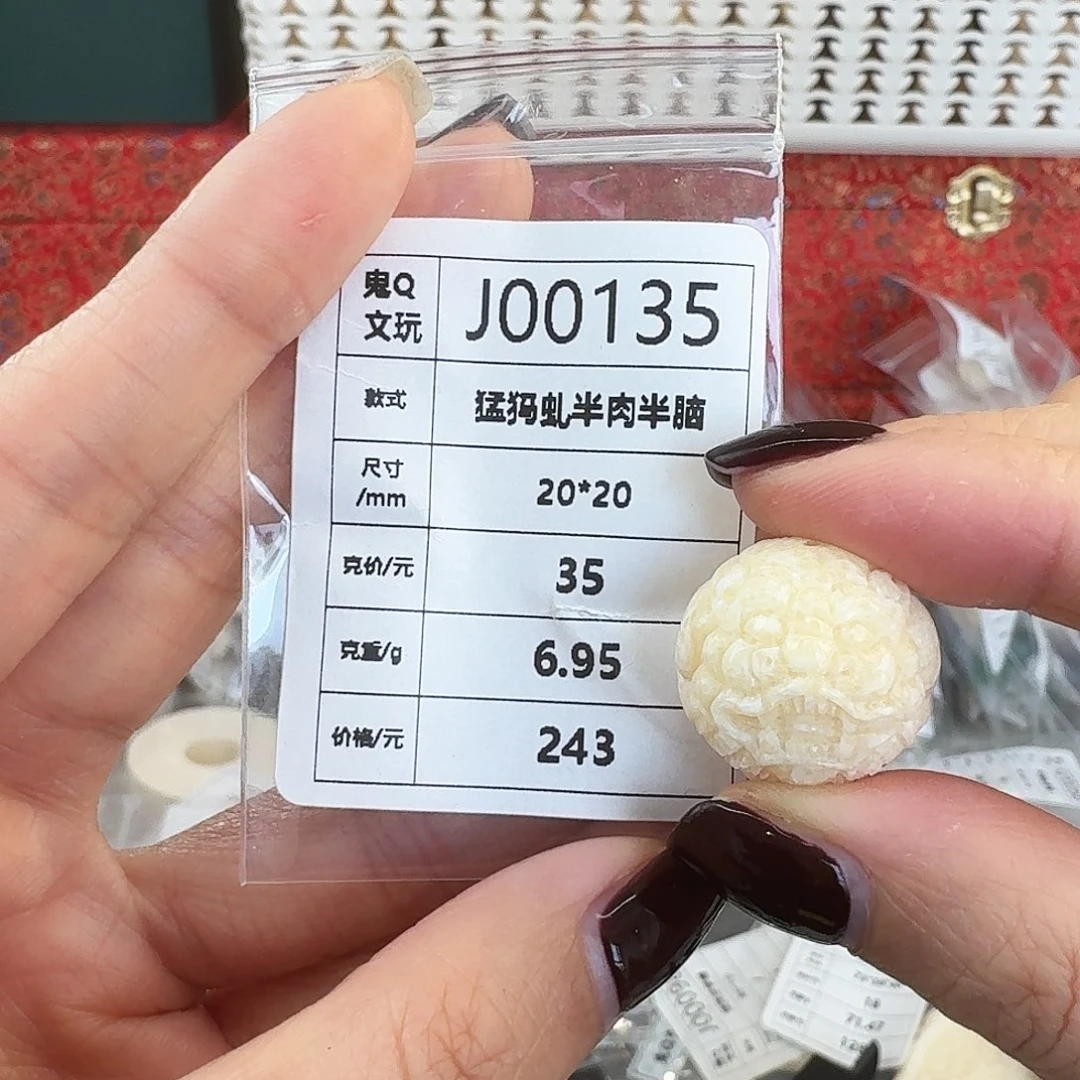 鬼Q
文玩
J00135
款式
猛犸虬半肉半脑
尺寸
/mm
20*20
克价/元
35
克重/g
6.95
价格/元
243